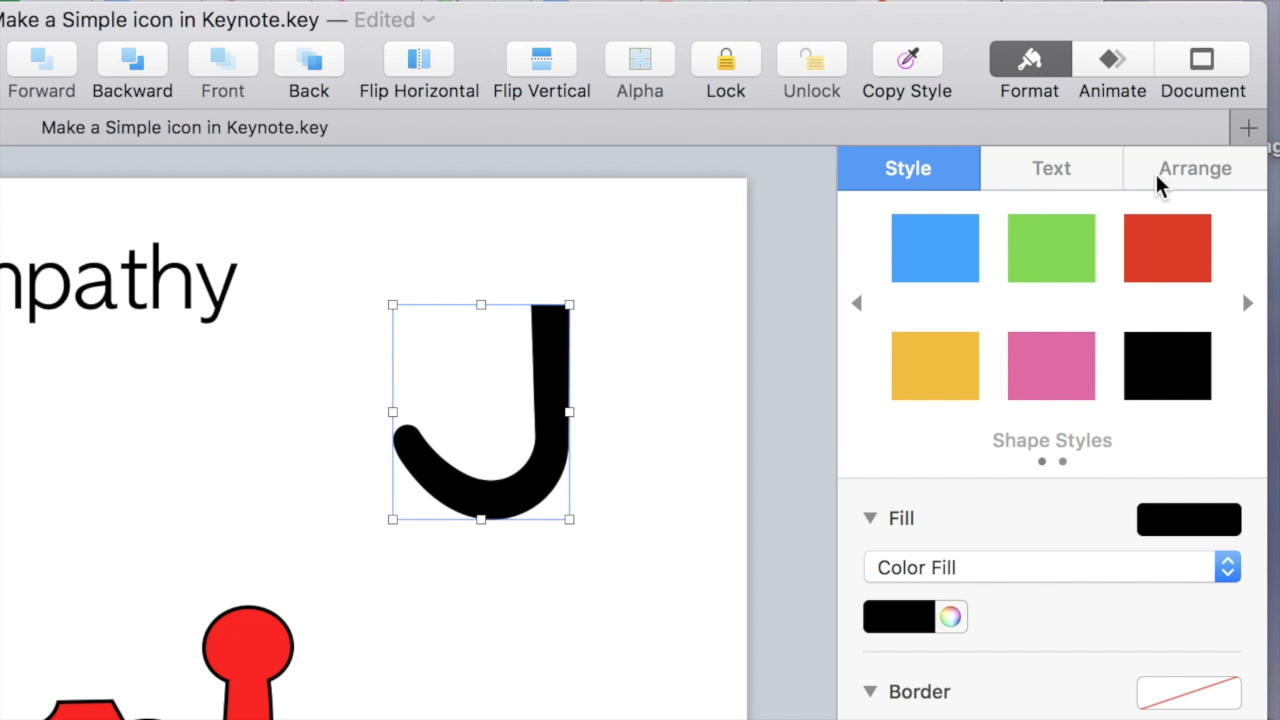 Make a Simple icon in Keynote.key — Edited
Forward Backward Front Back Flip Horizontal Flip Vertical Alpha Lock Unlock Copy Style Format Animate Document
Make a Simple icon in Keynote.key
Style Text Arrange
mpathy
Shape Styles
Fill
Color Fill
Border